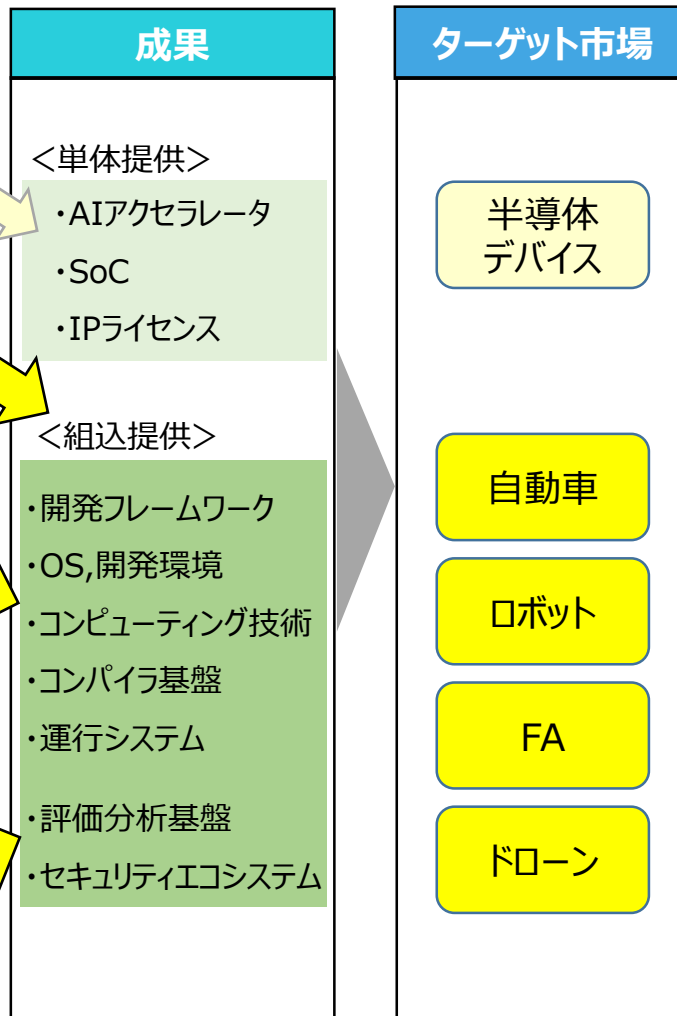 成果
＜単体提供＞
・AIアクセラレータ
・SoC
・IPライセンス
＜組込提供＞
・開発フレームワーク
・OS,開発環境
・コンピューティング技術
・コンパイラ基盤
・運行システム
・評価分析基盤
・セキュリティエコシステム
ターゲット市場
半導体
デバイス
自動車
ロボット
FA
ドローン